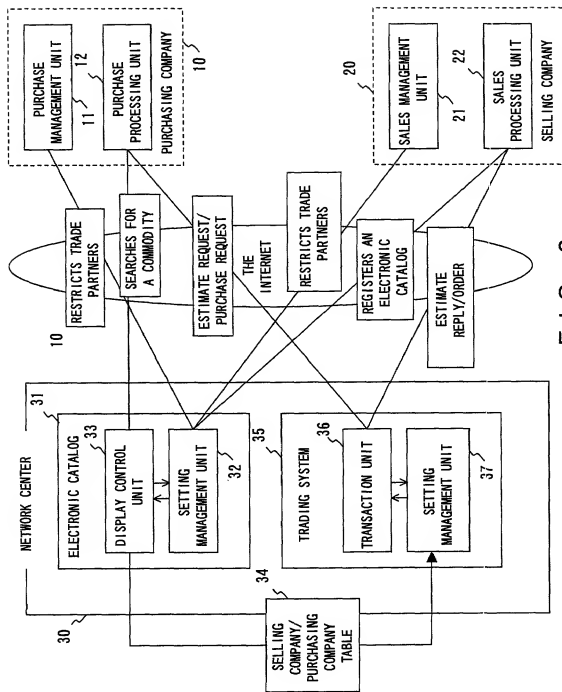 NETWORK CENTER
30
31
ELECTRONIC CATALOG
33
DISPLAY CONTROL
UNIT
SETTING
MANAGEMENT UNIT
32
34
SELLING
COMPANY/
PURCHASING
COMPANY
TABLE
35
TRADING SYSTEM
36
TRANSACTION UNIT
SETTING
MANAGEMENT UNIT
37
10
RESTRICTS TRADE
PARTNERS
SEARCHES FOR
A COMMODITY
ESTIMATE REQUEST/
PURCHASE REQUEST
THE
INTERNET
RESTRICTS TRADE
PARTNERS
REGISTERS AN
ELECTRONIC
CATALOG
ESTIMATE
REPLY/ORDER
PURCHASE
MANAGEMENT UNIT
11
12
PURCHASE
PROCESSING UNIT
PURCHASING COMPANY
10
20
SALES MANAGEMENT
UNIT
21
22
SALES
PROCESSING UNIT
SELLING COMPANY